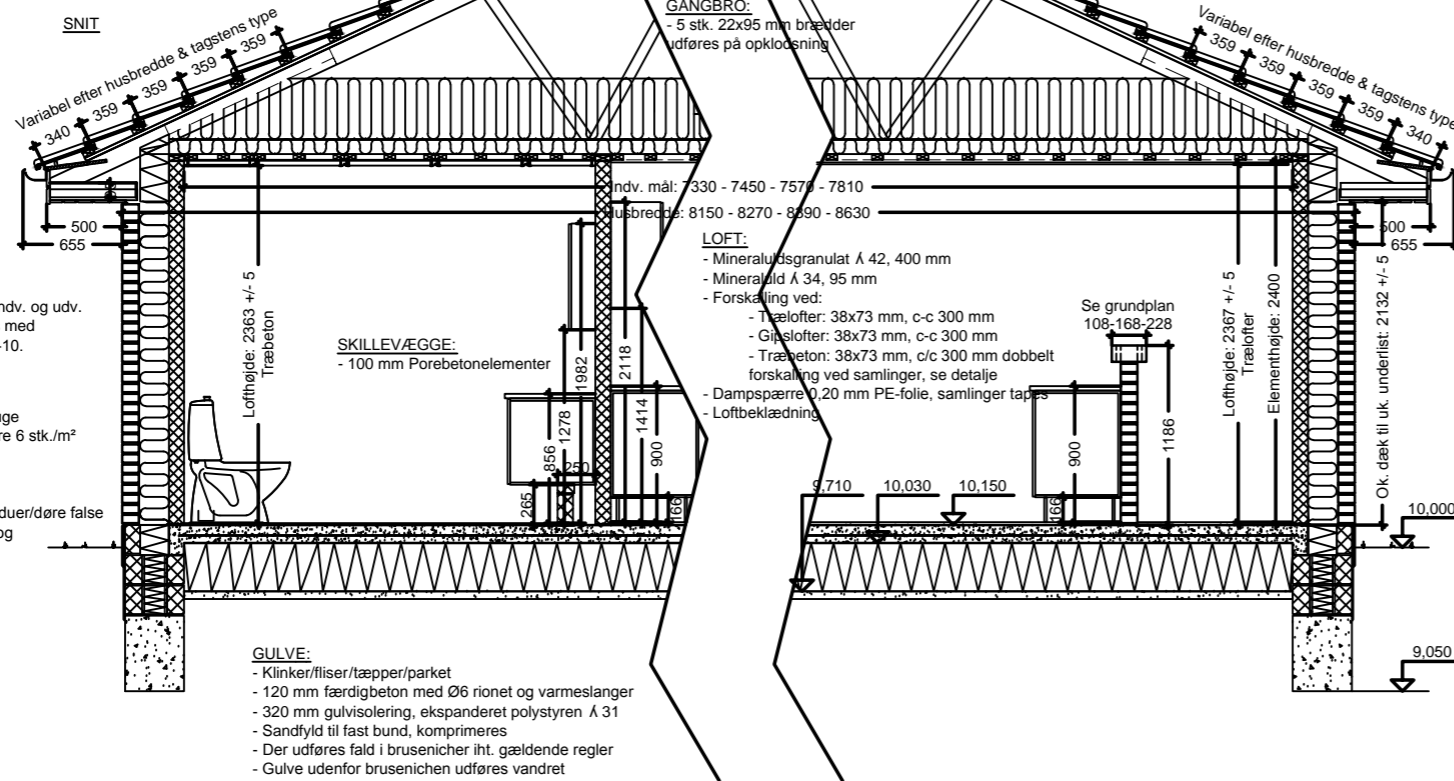 SNIT
GANGBRO:
- 5 stk. 22x95 mm brædder
udføres på opklodsning
Variabel efter husbredde & tagstens type
340
359
359
359
359
359
Variabel efter husbredde & tagstens type
359
359
359
359
340
Indv. mål: 7330 - 7450 - 7570 - 7810
Husbredde: 8150 - 8270 - 8390 - 8630
500
655
500
655
LOFT:
- Mineraluldsgranulat ʎ 42, 400 mm
- Mineraluld ʎ 34, 95 mm
- Forskalling ved:
- Trælofter: 38x73 mm, c-c 300 mm
- Gipslofter: 38x73 mm, c-c 300 mm
- Træbeton: 38x73 mm, c/c 300 mm dobbelt
forskalling ved samlinger, se detalje
- Dampspærre 0,20 mm PE-folie, samlinger tapes
- Loftbeklædning
ndv. og udv.
med
-10.
uge
re 6 stk./m²
duer/døre false
og
Lofthøjde: 2363 +/- 5
Træbeton
SKILLEVÆGGE:
- 100 mm Porebetonelementer
265
856
1278
250
1982
2118
1414
900
166
Se grundplan
108-168-228
900
166
1186
Lofthøjde: 2367 +/- 5
Trælofter
Elementhøjde: 2400
Ok. dæk til uk. underlist: 2132 +/- 5
9,710
10,030
10,150
10,000
9,050
GULVE:
- Klinker/fliser/tæpper/parket
- 120 mm færdigbeton med Ø6 rionet og varmeslanger
- 320 mm gulvisolering, ekspanderet polystyren ʎ 31
- Sandfyld til fast bund, komprimeres
- Der udføres fald i brusenicher iht. gældende regler
- Gulve udenfor brusenichen udføres vandret